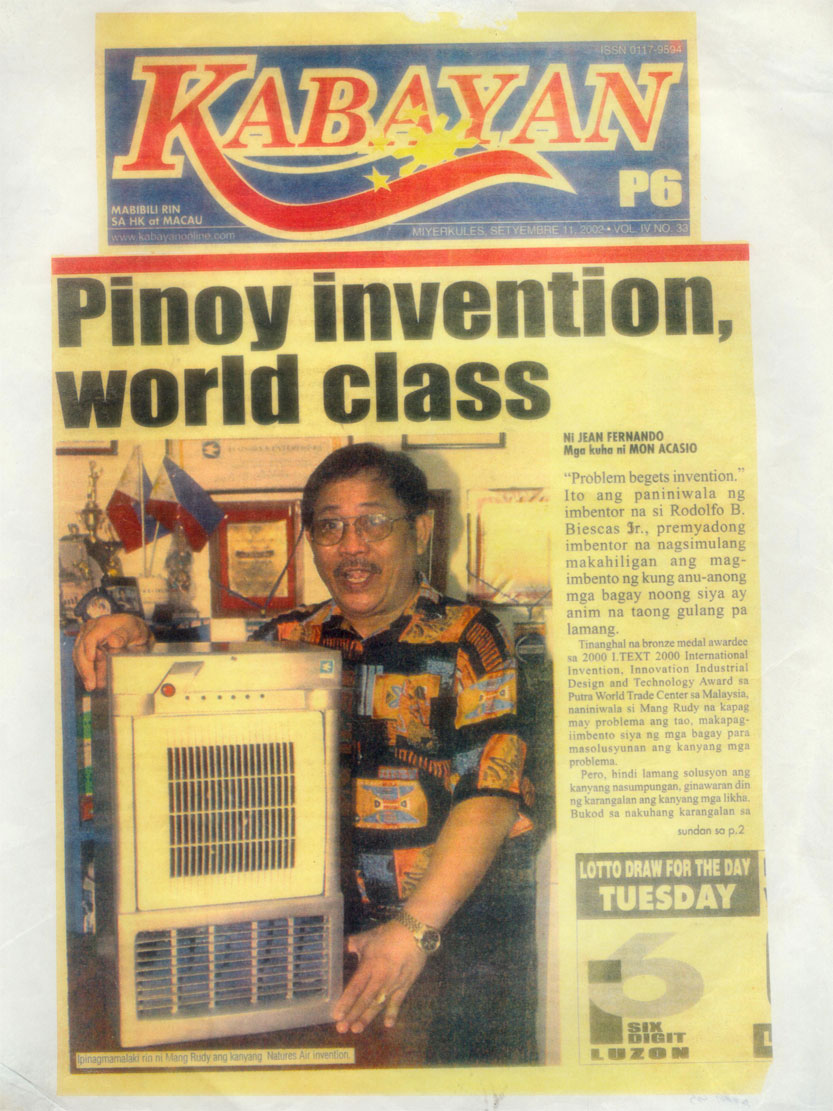 ISSN 0117-9594
KABAYAN
P6
MABIBILI RIN
SA HK at MACAU
www.kabayanonline.com
MIYERKULES, SETYEMBRE 11, 2002 • VOL. IV NO. 33
Pinoy invention,
world class
Ni JEAN FERNANDO
Mga kuha ni MON ACASIO
“Problem begets invention.”
Ito ang paniniwala ng
imbentor na si Rodolfo B.
Biescas Jr., premyadong
imbentor na nagsimulang
makahiligan ang mag-
imbento ng kung anu-anong
mga bagay noong siya ay
anim na taong gulang pa
lamang.
Tinanghal na bronze medal awardee
sa 2000 I.TEXT 2000 International
Invention, Innovation Industrial
Design and Technology Award sa
Putra World Trade Center sa Malaysia,
naniniwala si Mang Rudy na kapag
may problema ang tao, makapag-
iimbento siya ng mga bagay para
masolusyunan ang kanyang mga
problema.
Pero, hindi lamang solusyon ang
kanyang nasumpungan, ginawaran din
ng karangalan ang kanyang mga likha.
Bukod sa nakuhang karangalan sa
sundan sa p.2
LOTTO DRAW FOR THE DAY
TUESDAY
6
SIX
DIGIT
LUZON
Ipinagmamalaki rin ni Mang Rudy ang kanyang Natures Air invention.